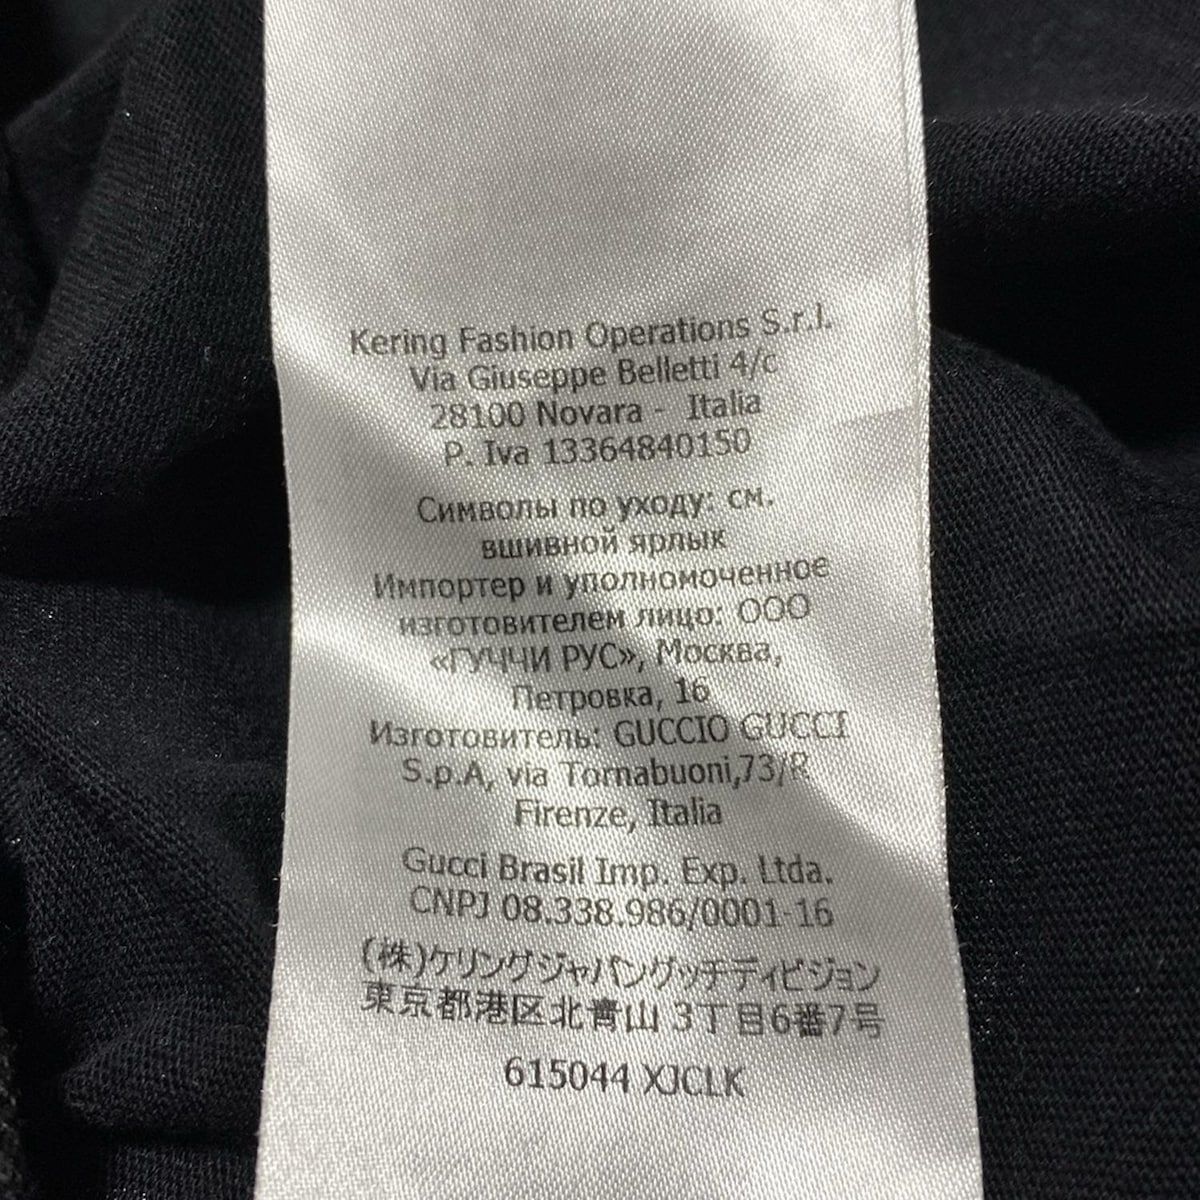 Kering Fashion Operations S.r.l.
Via Giuseppe Belletti 4/c
28100 Novara - Italia
P. Iva 13364840150
Символы по уходу: см.
вшивной ярлык
Импортер и уполномоченное
изготовителем лицо: ООО
«ГУЧЧИ РУС», Москва,
Петровка, 16
Изготовитель: GUCCIO GUCCI
S.p.A, via Tornabuoni,73/R
Firenze, Italia
Gucci Brasil Imp. Exp. Ltda.
CNPJ 08.338.986/0001-16
(株)ケリングジャパングッチディビジョン
東京都港区北青山3丁目6番7号
615044 XJCLK